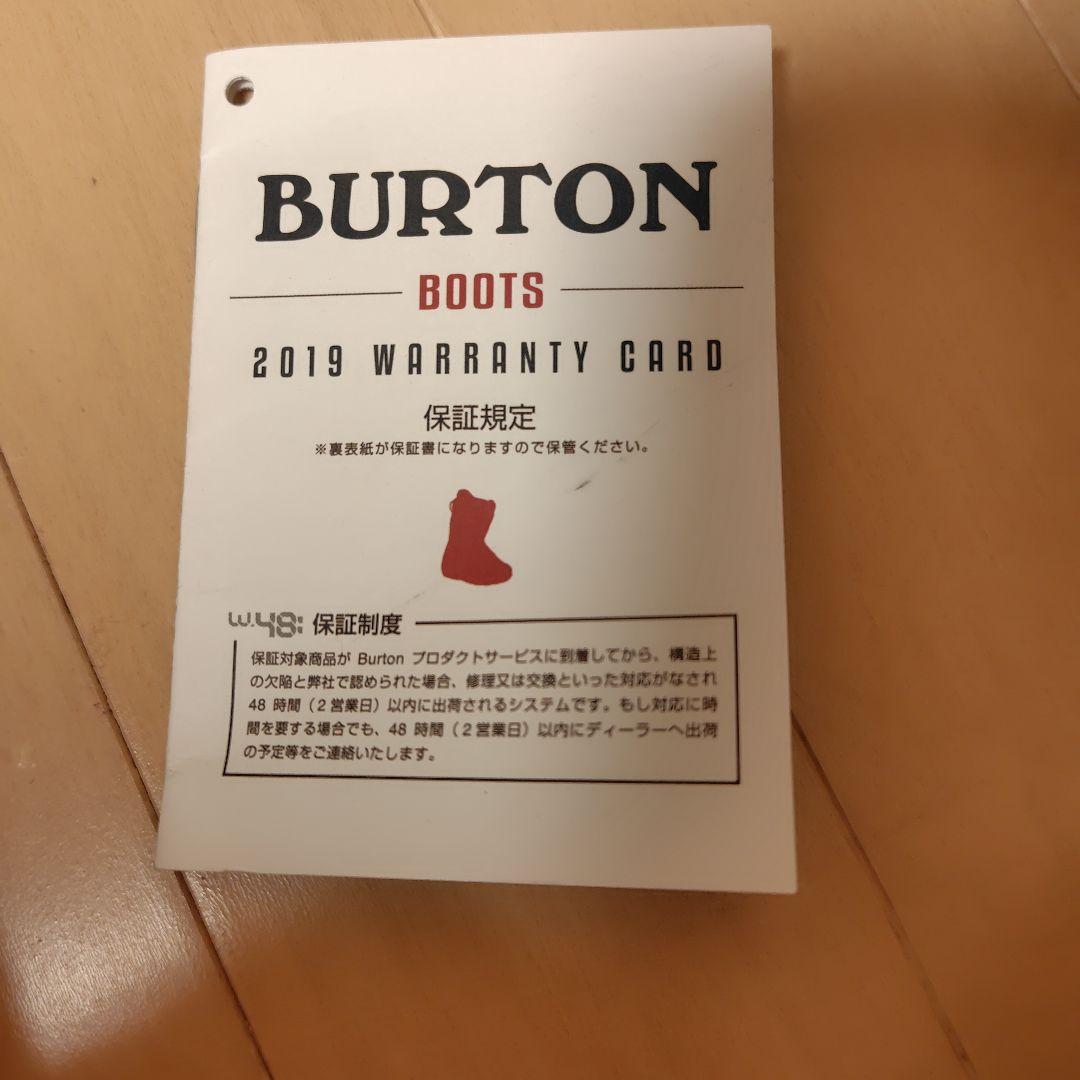 BURTON
BOOTS
2019 WARRANTY CARD
保証規定
※裏表紙が保証書になりますので保管ください。
W.48: 保証制度
保証対象商品が Burton プロダクトサービスに到着してから、構造上
の欠陥と弊社で認められた場合、修理又は交換といった対応がなされ
48 時間（2営業日）以内に出荷されるシステムです。もし対応に時
間を要する場合でも、48 時間（2営業日）以内にディーラーへ出荷
の予定等をご連絡いたします。